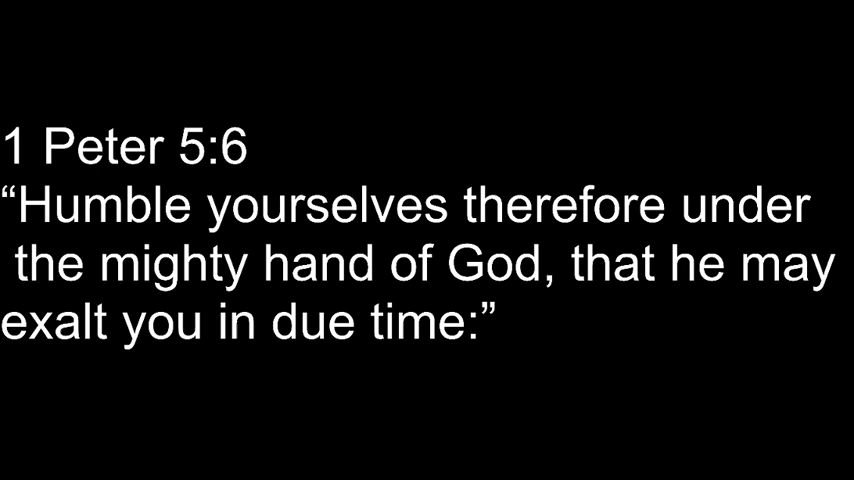 1 Peter 5:6
“Humble yourselves therefore under
the mighty hand of God, that he may
exalt you in due time:”